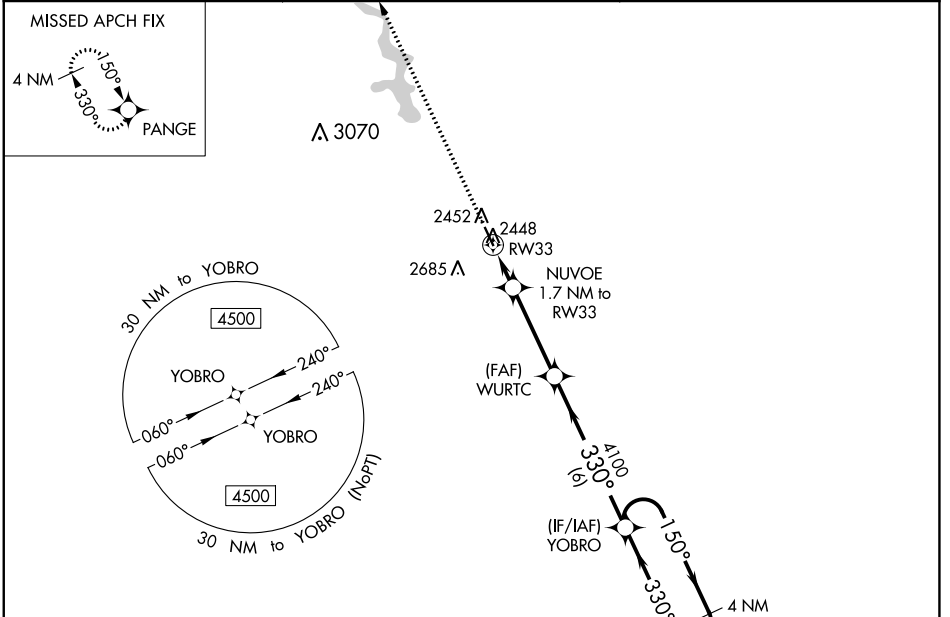 MISSED APCH FIX
4 NM
150°
330°
PANGE
3070
2452
2448
RW33
2685
NUVOE
1.7 NM to
RW33
30 NM to YOBRO
4500
YOBRO
240°
060°
240°
060°
YOBRO
4500
30 NM to YOBRO (NoPT)
(FAF)
WURTC
4100
330°
(6)
(IF/IAF)
YOBRO
150°
330°
4 NM